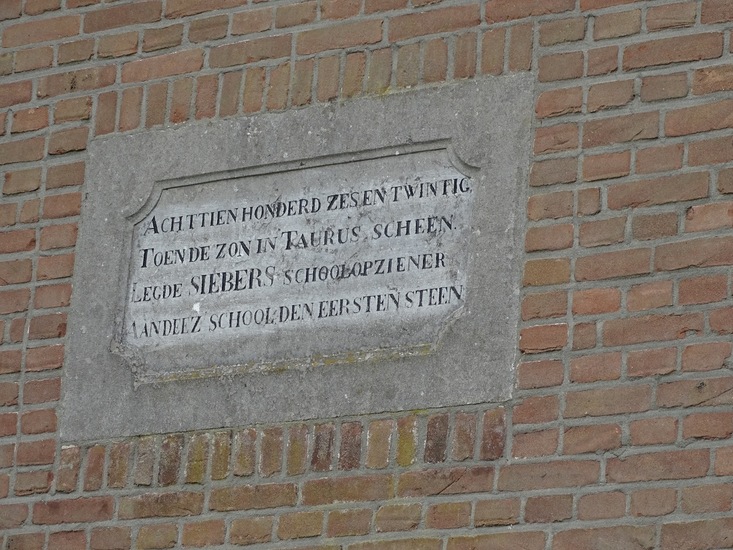 ACHTTIEN HONDERD ZES EN TWINTIG,
TOEN DE ZON IN TAURUS SCHEEN.
LEGDE SIEBERS SCHOOLOPZIENER
AAN DEEZ' SCHOOL DEN EERSTEN STEEN